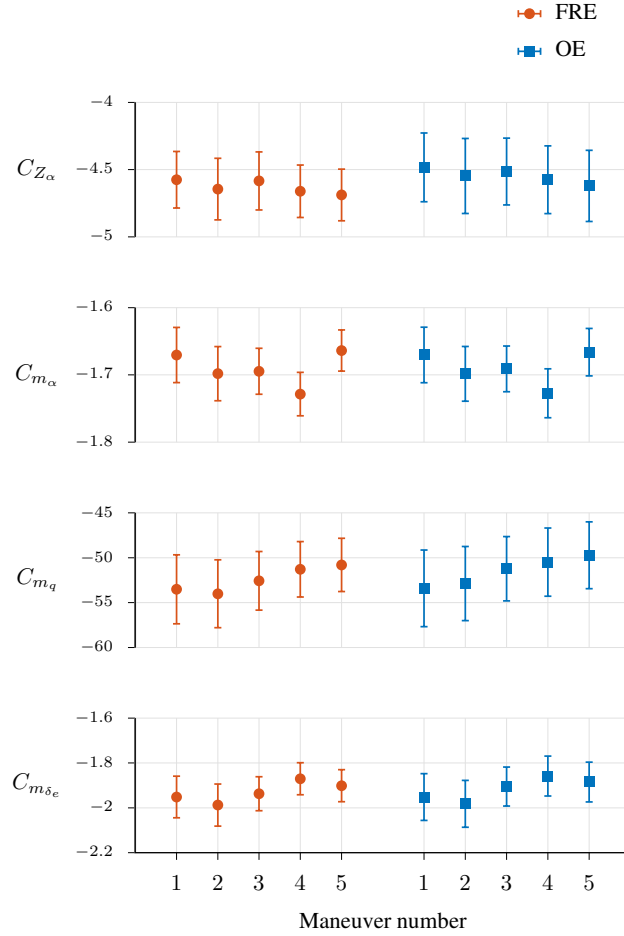 FRE
OE
−4
−4.5
−5
C_{Z_α}
−1.6
−1.7
−1.8
C_{m_α}
−45
−50
−55
−60
C_{m_q}
−1.6
−1.8
−2
−2.2
C_{m_{δ_e}}
1 2 3 4 5 1 2 3 4 5
Maneuver number